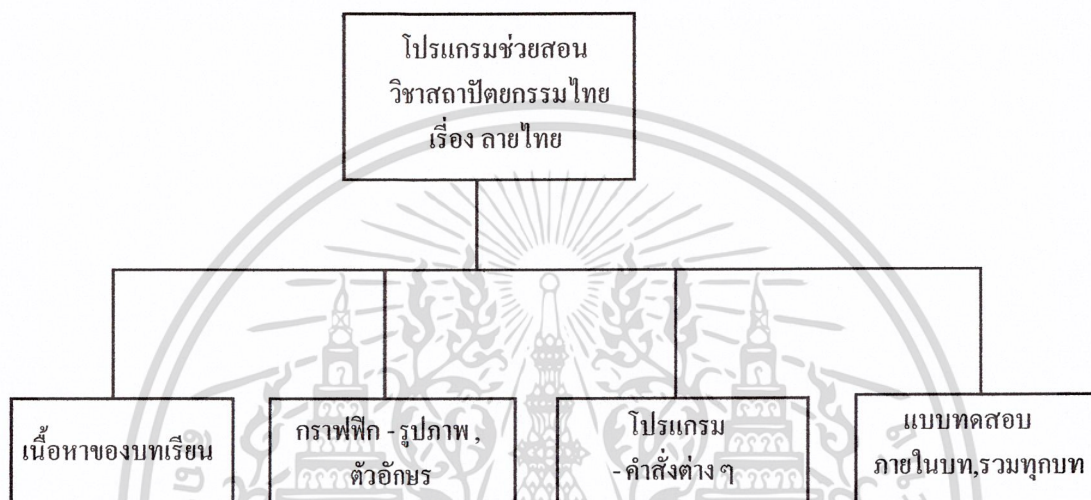 โปรแกรมช่วยสอน
วิชาสถาปัตยกรรมไทย
เรื่อง ลายไทย
เนื้อหาของบทเรียน
กราฟฟิก - รูปภาพ ,
ตัวอักษร
โปรแกรม
- คำสั่งต่าง ๆ
แบบทดสอบ
ภายในบท,รวมทุกบท